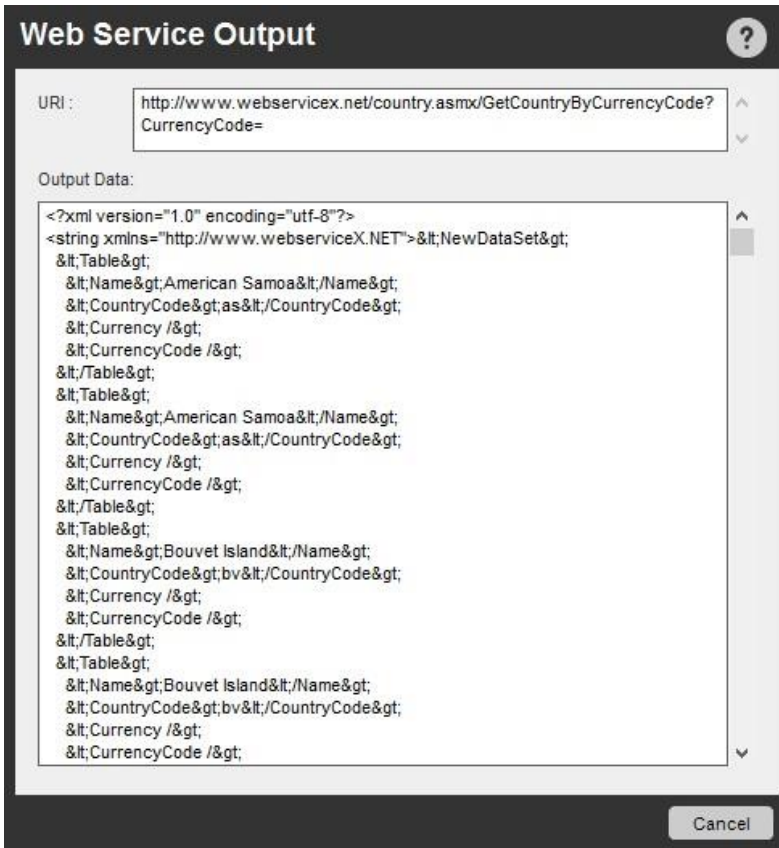 Web Service Output
?
URI :
http://www.webservicex.net/country.asmx/GetCountryByCurrencyCode?
CurrencyCode=
Output Data:
<?xml version="1.0" encoding="utf-8"?>
<string xmlns="http://www.webserviceX.NET">&lt;NewDataSet&gt;
&lt;Table&gt;
&lt;Name&gt;American Samoa&lt;/Name&gt;
&lt;CountryCode&gt;as&lt;/CountryCode&gt;
&lt;Currency /&gt;
&lt;CurrencyCode /&gt;
&lt;/Table&gt;
&lt;Table&gt;
&lt;Name&gt;American Samoa&lt;/Name&gt;
&lt;CountryCode&gt;as&lt;/CountryCode&gt;
&lt;Currency /&gt;
&lt;CurrencyCode /&gt;
&lt;/Table&gt;
&lt;Table&gt;
&lt;Name&gt;Bouvet Island&lt;/Name&gt;
&lt;CountryCode&gt;bv&lt;/CountryCode&gt;
&lt;Currency /&gt;
&lt;CurrencyCode /&gt;
&lt;/Table&gt;
&lt;Table&gt;
&lt;Name&gt;Bouvet Island&lt;/Name&gt;
&lt;CountryCode&gt;bv&lt;/CountryCode&gt;
&lt;Currency /&gt;
&lt;CurrencyCode /&gt;
Cancel